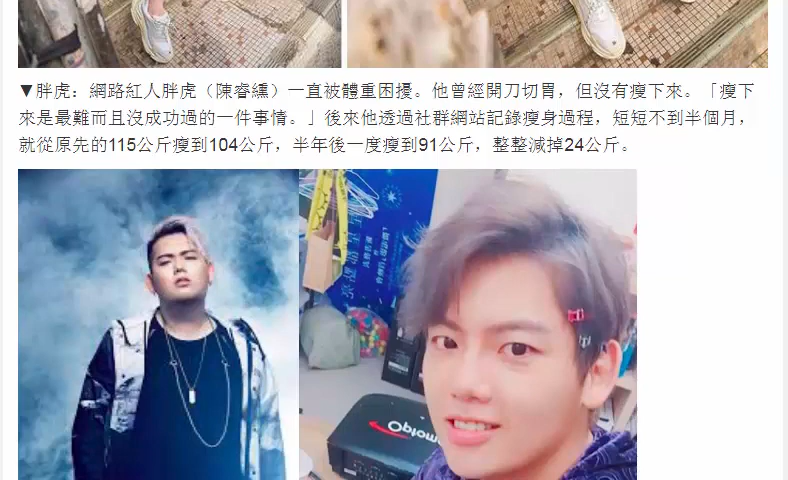 ▼胖虎：網路紅人胖虎（陳睿纁）一直被體重困擾。他曾經開刀切胃，但沒有瘦下來。「瘦下
來是最難而且沒成功過的一件事情。」後來他透過社群網站記錄瘦身過程，短短不到半個月，
就從原先的115公斤瘦到104公斤，半年後一度瘦到91公斤，整整減掉24公斤。